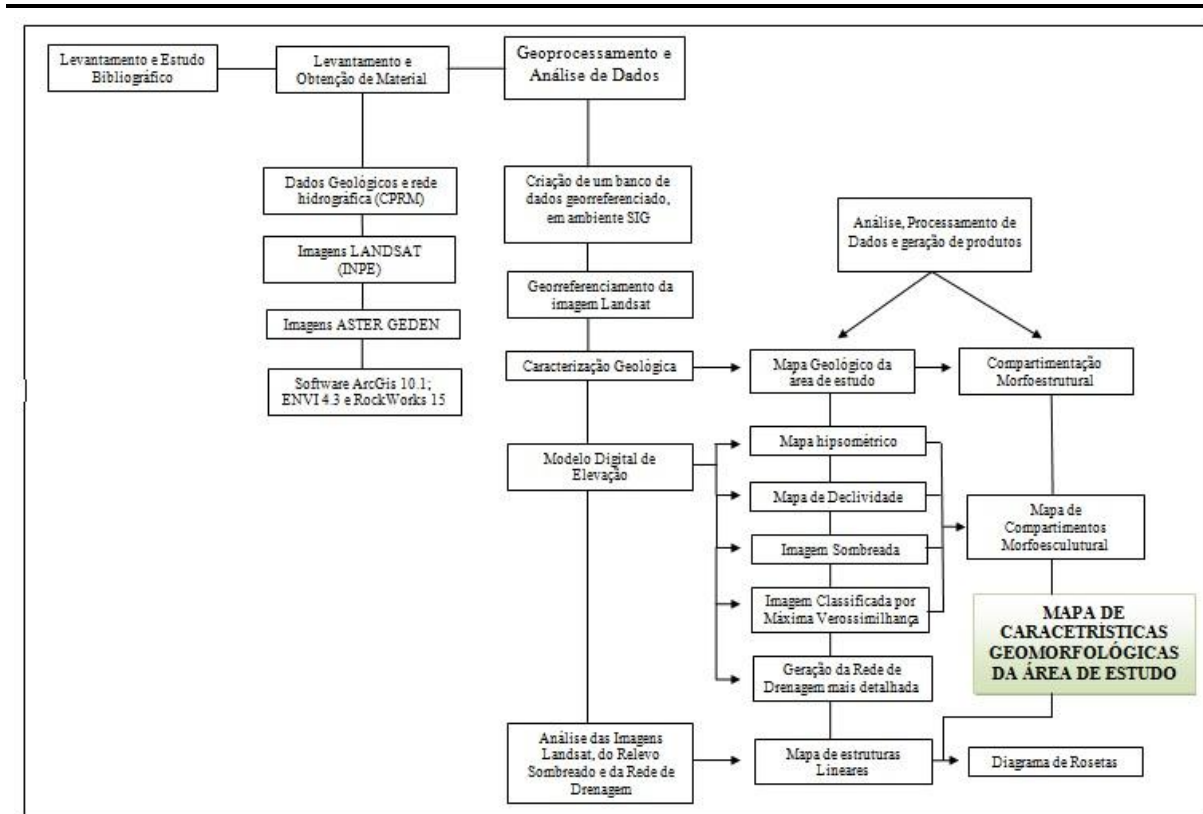 Levantamento e Estudo
Bibliográfico
Levantamento e
Obtenção de Material
Geoprocessamento e
Análise de Dados
Dados Geológicos e rede
hidrográfica (CPRM)
Imagens LANDSAT
(INPE)
Imagens ASTER GEDEN
Software ArcGis 10.1;
ENVI 4.3 e RockWorks 15
Criação de um banco de
dados georreferenciado,
em ambiente SIG
Georreferenciamento da
imagem Landsat
Caracterização Geológica
Modelo Digital de
Elevação
Análise das Imagens
Landsat, do Relevo
Sombreado e da Rede de
Drenagem
Análise, Processamento de
Dados e geração de produtos
Mapa Geológico da
área de estudo
Mapa hipsométrico
Mapa de Declividade
Imagem Sombreada
Imagem Classificada por
Máxima Verossimilhança
Geração da Rede de
Drenagem mais detalhada
Mapa de estruturas
Lineares
Compartimentação
Morfoestrutural
Mapa de
Compartimentos
Morfoesculutural
MAPA DE
CARACETRÍSTICAS
GEOMORFOLÓGICAS
DA ÁREA DE ESTUDO
Diagrama de Rosetas